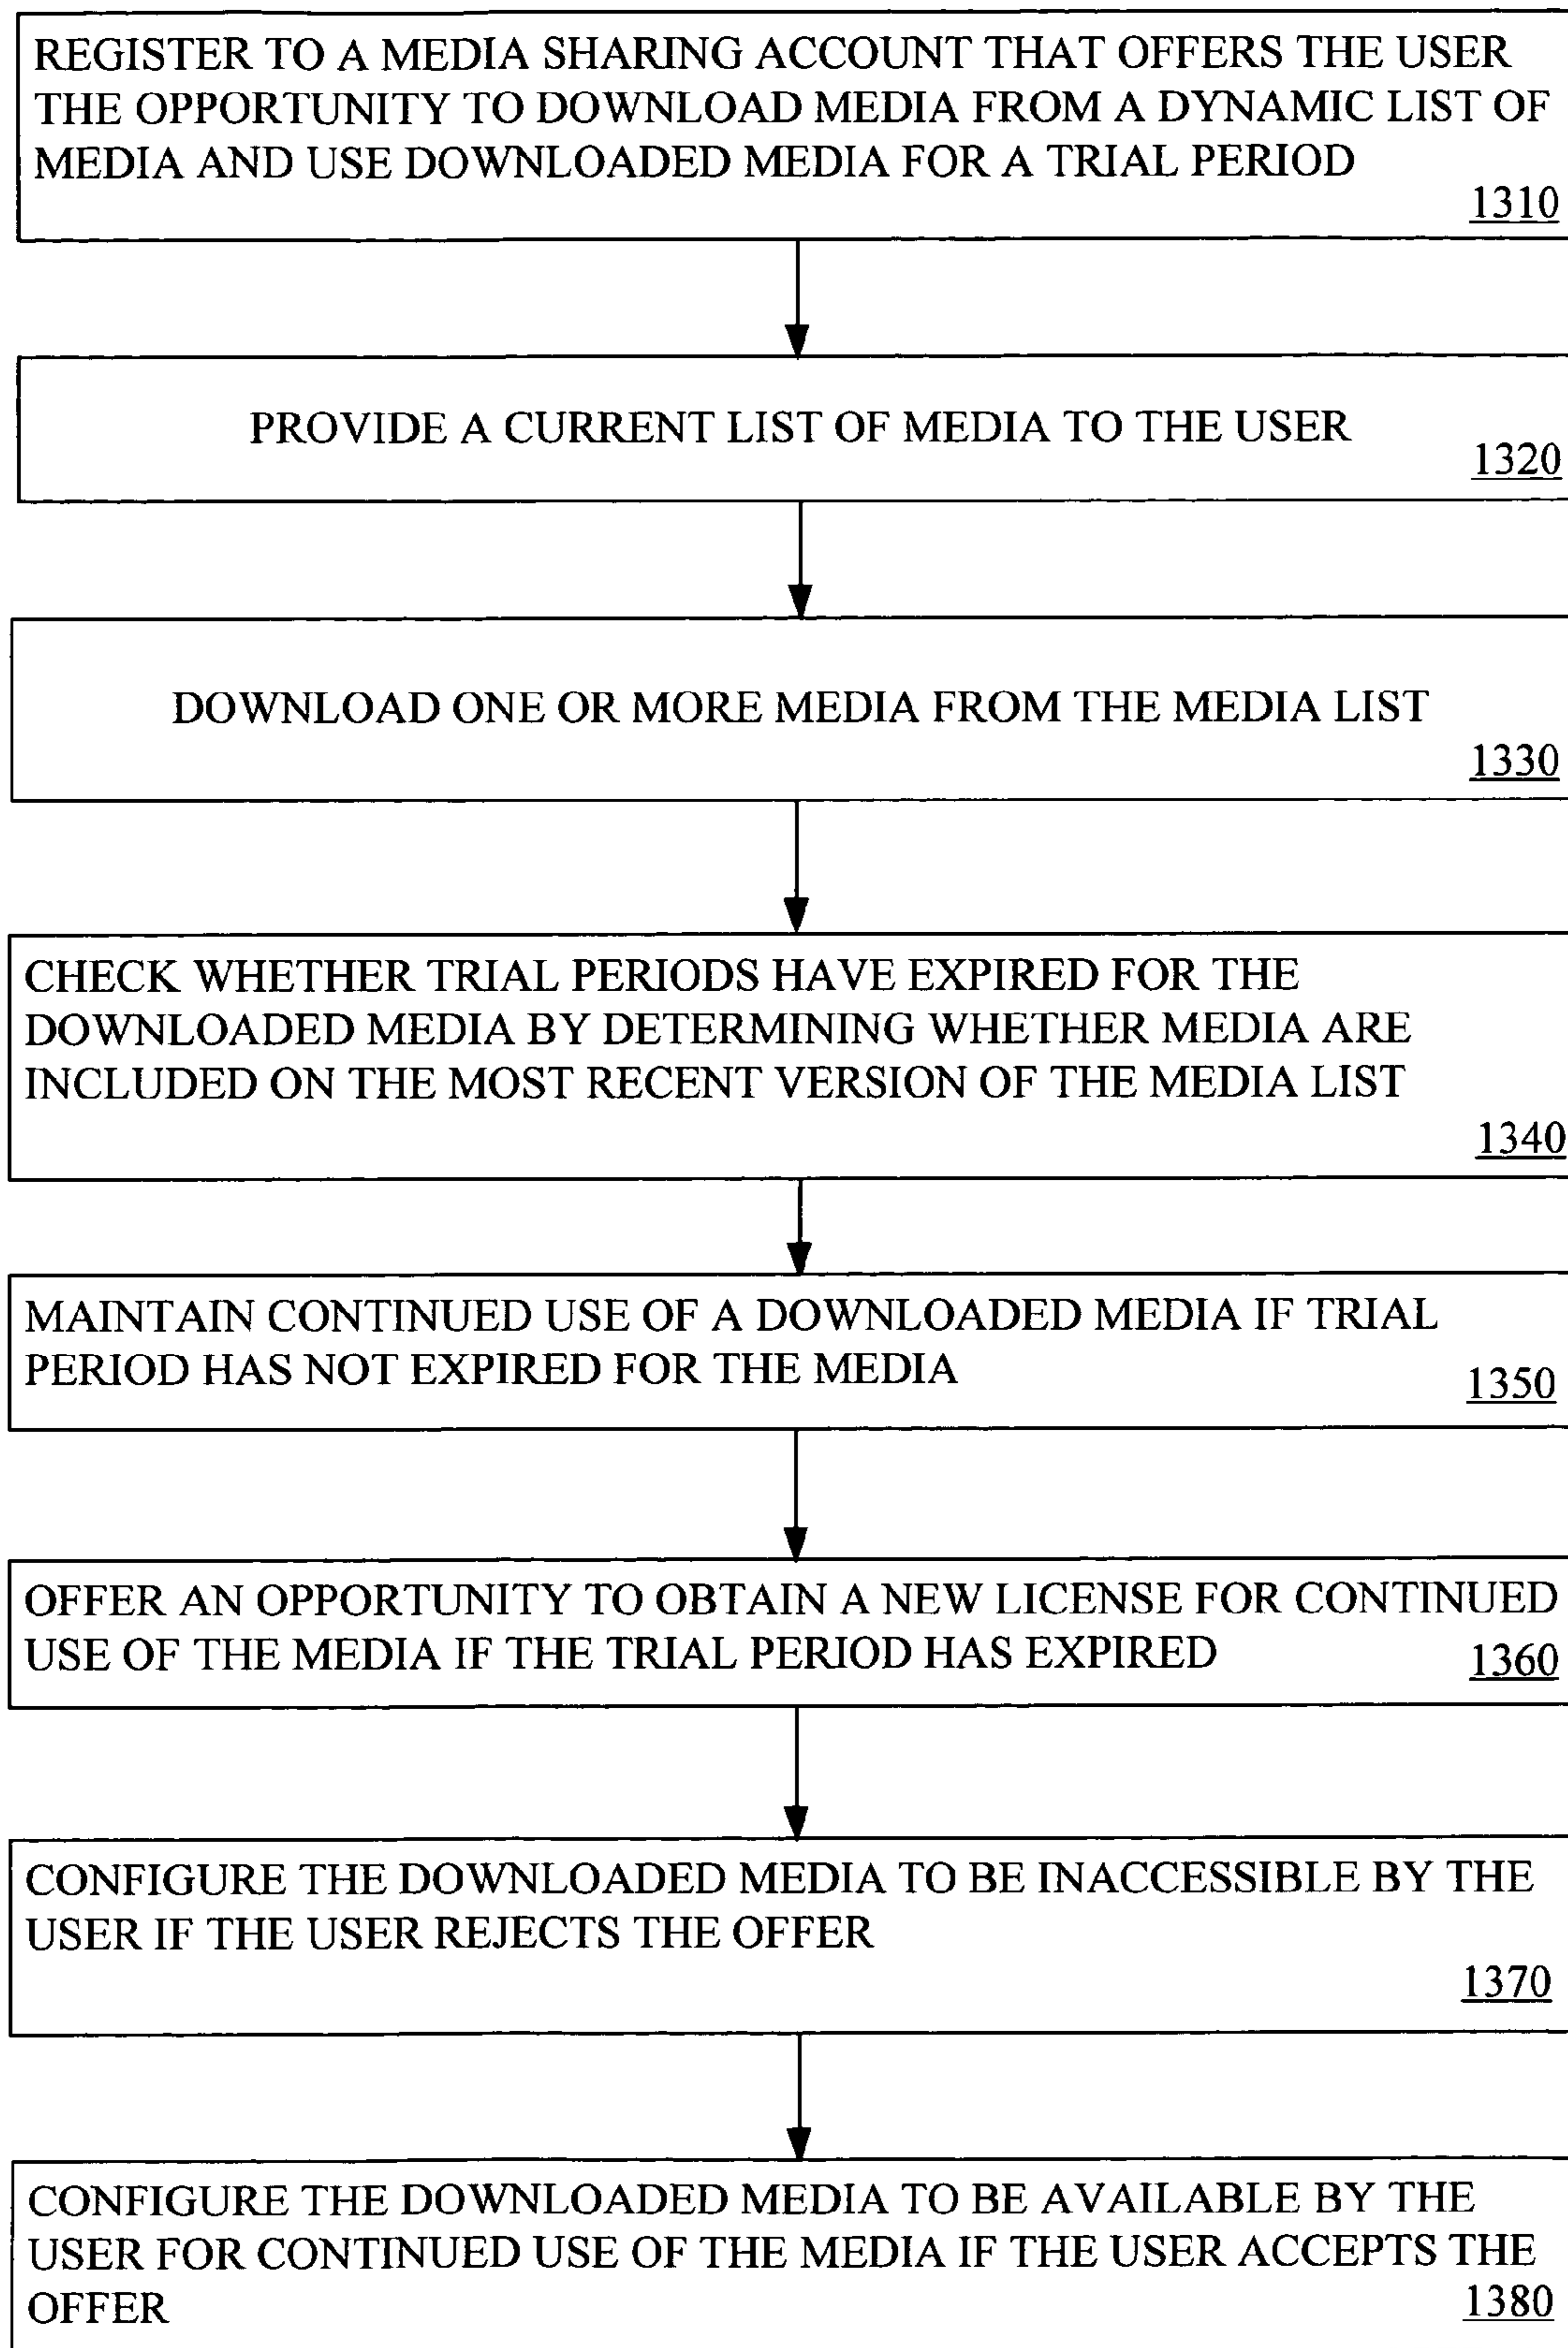 REGISTER TO A MEDIA SHARING ACCOUNT THAT OFFERS THE USER
THE OPPORTUNITY TO DOWNLOAD MEDIA FROM A DYNAMIC LIST OF
MEDIA AND USE DOWNLOADED MEDIA FOR A TRIAL PERIOD
1310
PROVIDE A CURRENT LIST OF MEDIA TO THE USER
1320
DOWNLOAD ONE OR MORE MEDIA FROM THE MEDIA LIST
1330
CHECK WHETHER TRIAL PERIODS HAVE EXPIRED FOR THE
DOWNLOADED MEDIA BY DETERMINING WHETHER MEDIA ARE
INCLUDED ON THE MOST RECENT VERSION OF THE MEDIA LIST
1340
MAINTAIN CONTINUED USE OF A DOWNLOADED MEDIA IF TRIAL
PERIOD HAS NOT EXPIRED FOR THE MEDIA
1350
OFFER AN OPPORTUNITY TO OBTAIN A NEW LICENSE FOR CONTINUED
USE OF THE MEDIA IF THE TRIAL PERIOD HAS EXPIRED
1360
CONFIGURE THE DOWNLOADED MEDIA TO BE INACCESSIBLE BY THE
USER IF THE USER REJECTS THE OFFER
1370
CONFIGURE THE DOWNLOADED MEDIA TO BE AVAILABLE BY THE
USER FOR CONTINUED USE OF THE MEDIA IF THE USER ACCEPTS THE
OFFER
1380